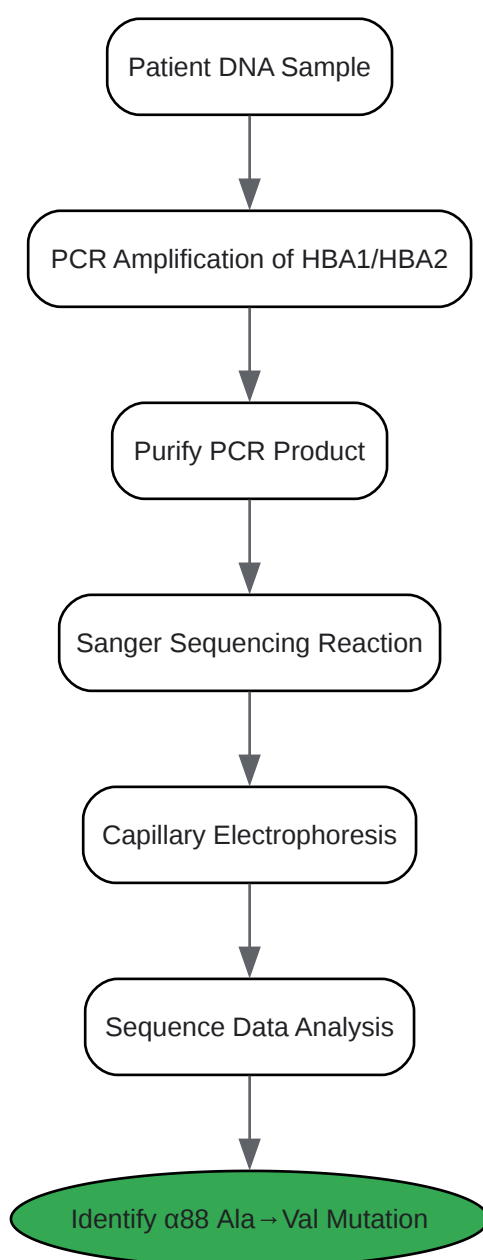 Patient DNA Sample
PCR Amplification of HBA1/HBA2
Purify PCR Product
Sanger Sequencing Reaction
Capillary Electrophoresis
Sequence Data Analysis
Identify α88 Ala→Val Mutation